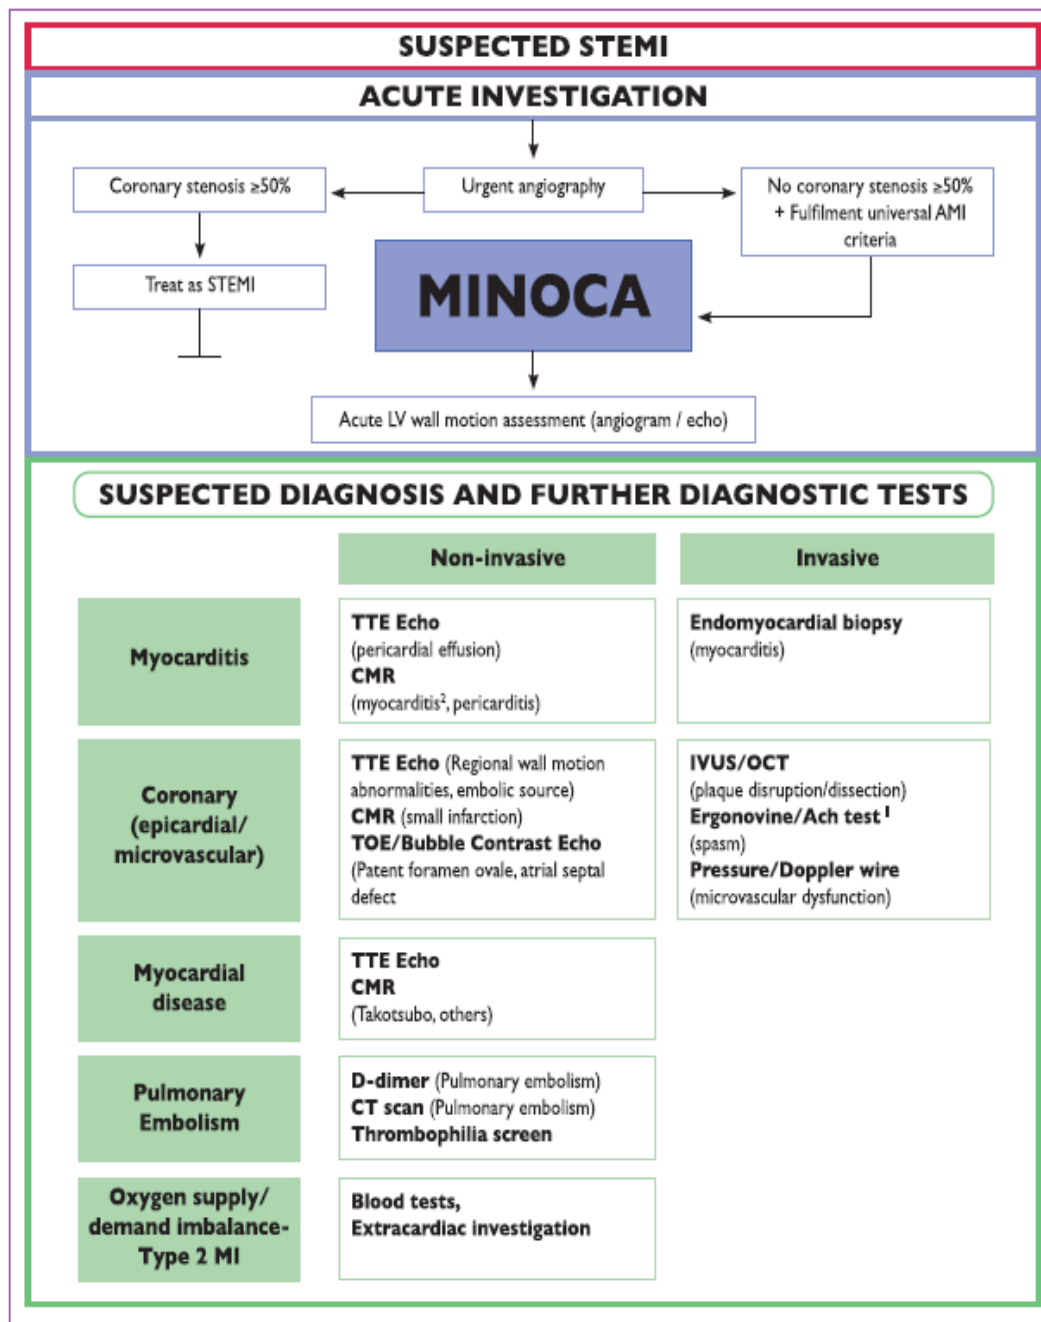 SUSPECTED STEMI
ACUTE INVESTIGATION
Coronary stenosis ≥50%
Urgent angiography
No coronary stenosis ≥50%
+ Fulfilment universal AMI
criteria
Treat as STEMI
MINOCA
Acute LV wall motion assessment (angiogram / echo)
SUSPECTED DIAGNOSIS AND FURTHER DIAGNOSTIC TESTS
Non-invasive
Invasive
Myocarditis
TTE Echo
(pericardial effusion)
CMR
(myocarditis², pericarditis)
Endomyocardial biopsy
(myocarditis)
Coronary
(epicardial/
microvascular)
TTE Echo (Regional wall motion
abnormalities, embolic source)
CMR (small infarction)
TOE/Bubble Contrast Echo
(Patent foramen ovale, atrial septal
defect
IVUS/OCT
(plaque disruption/dissection)
Ergonovine/Ach test¹
(spasm)
Pressure/Doppler wire
(microvascular dysfunction)
Myocardial
disease
TTE Echo
CMR
(Takotsubo, others)
Pulmonary
Embolism
D-dimer (Pulmonary embolism)
CT scan (Pulmonary embolism)
Thrombophilia screen
Oxygen supply/
demand imbalance-
Type 2 MI
Blood tests,
Extracardiac investigation